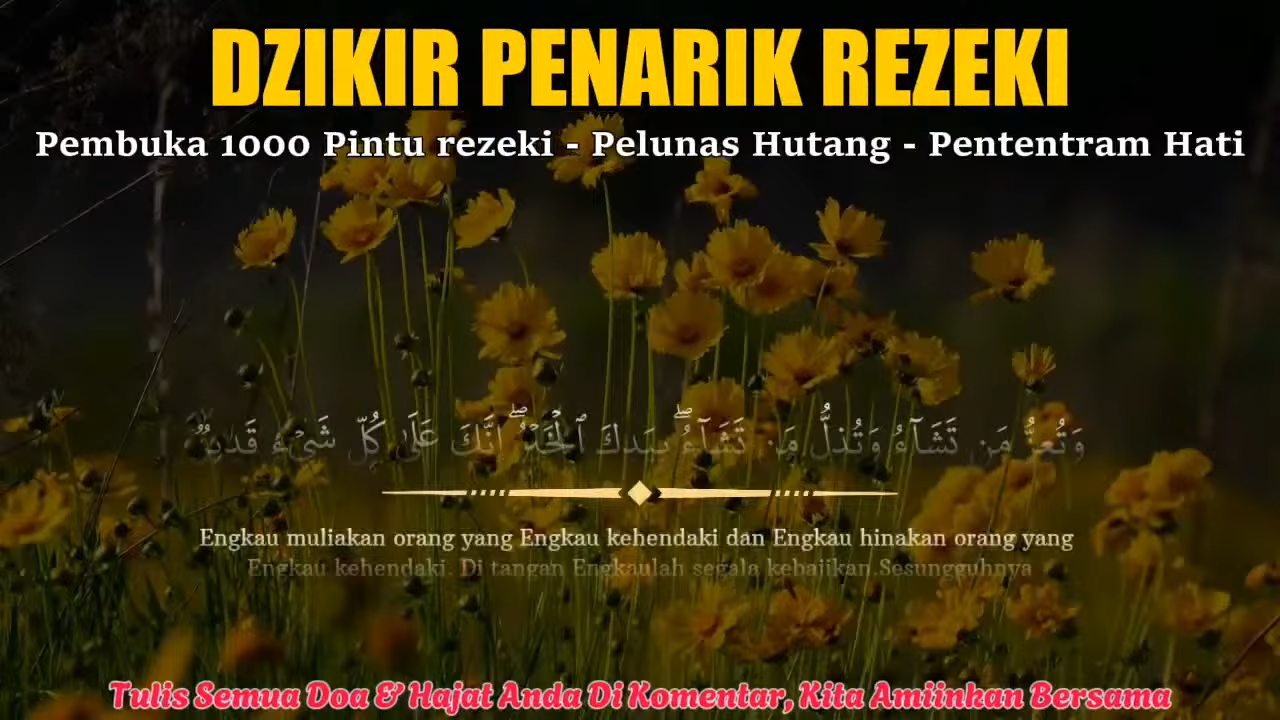 DZIKIR PENARIK REZEKI
Pembuka 1000 Pintu rezeki - Pelunas Hutang - Pententram Hati
وَتُعِزُّ مَن تَشَآءُ وَتُذِلُّ مَن تَشَآءُ ۖ بِيَدِكَ ٱلْخَيْرُ ۖ إِنَّكَ عَلَىٰ كُلِّ شَىْءٍ قَدِيرٌ
Engkau muliakan orang yang Engkau kehendaki dan Engkau hinakan orang yang
Engkau kehendaki. Di tangan Engkaulah segala kebajikan.Sesungguhnya
Tulis Semua Doa & Hajat Anda Di Komentar, Kita Amiinkan Bersama